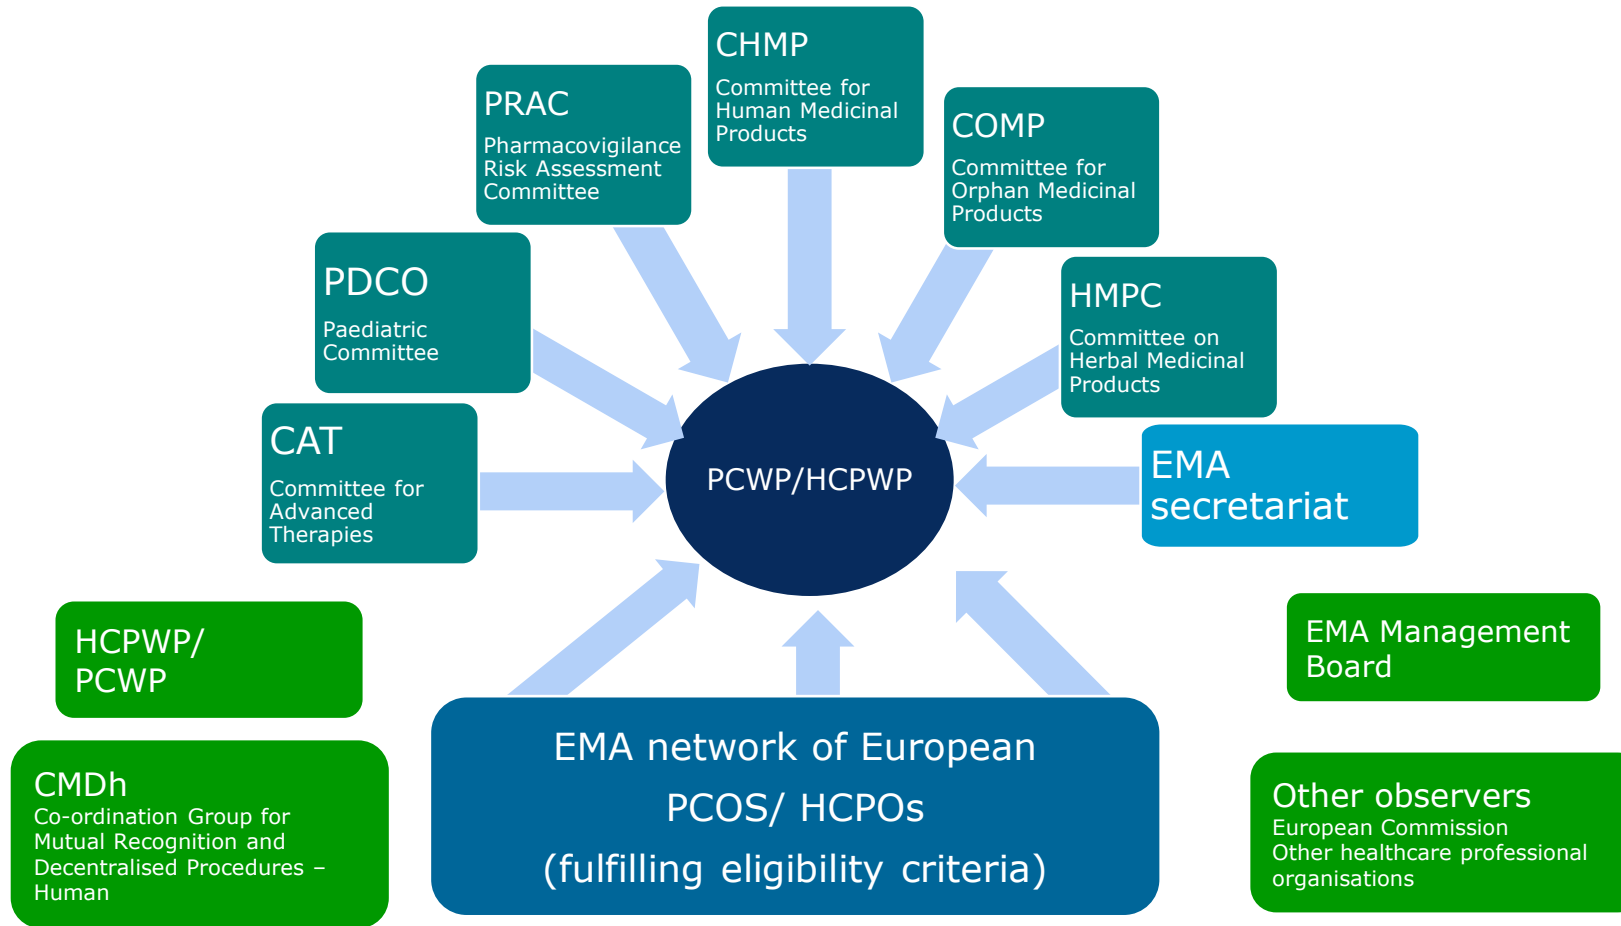 CHMP
Committee for
Human Medicinal
Products
PRAC
Pharmacovigilance
Risk Assessment
Committee
COMP
Committee for
Orphan Medicinal
Products
PDCO
Paediatric
Committee
HMPC
Committee on
Herbal Medicinal
Products
CAT
Committee for
Advanced
Therapies
PCWP/HCPWP
EMA
secretariat
HCPWP/
PCWP
EMA Management
Board
EMA network of European
PCOS/ HCPOs
(fulfilling eligibility criteria)
CMDh
Co-ordination Group for
Mutual Recognition and
Decentralised Procedures –
Human
Other observers
European Commission
Other healthcare professional
organisations